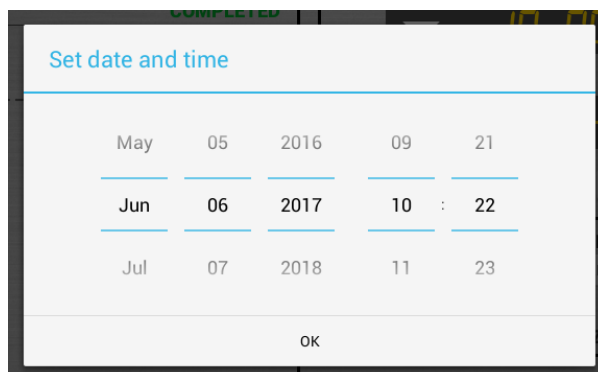 COMPLETED
Set date and time
May 05 2016 09 21
Jun 06 2017 10 : 22
Jul 07 2018 11 23
OK